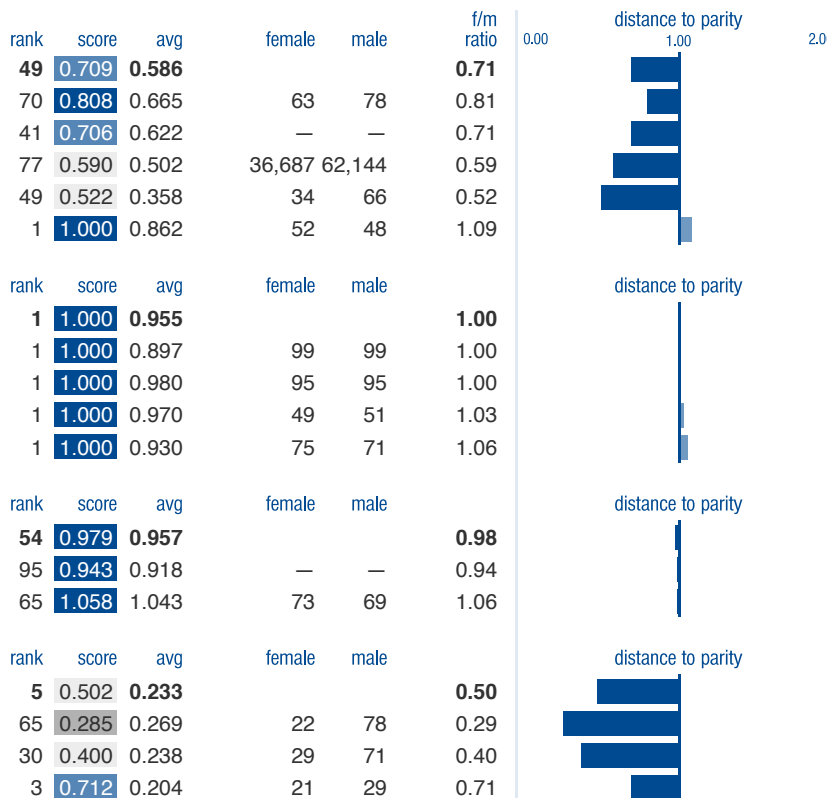 f/m distance to parity
rank score avg female male ratio 0.00 1.00 2.0
49 0.709 0.586 0.71
70 0.808 0.665 63 78 0.81
41 0.706 0.622 — — 0.71
77 0.590 0.502 36,687 62,144 0.59
49 0.522 0.358 34 66 0.52
1 1.000 0.862 52 48 1.09
rank score avg female male distance to parity
1 1.000 0.955 1.00
1 1.000 0.897 99 99 1.00
1 1.000 0.980 95 95 1.00
1 1.000 0.970 49 51 1.03
1 1.000 0.930 75 71 1.06
rank score avg female male distance to parity
54 0.979 0.957 0.98
95 0.943 0.918 — — 0.94
65 1.058 1.043 73 69 1.06
rank score avg female male distance to parity
5 0.502 0.233 0.50
65 0.285 0.269 22 78 0.29
30 0.400 0.238 29 71 0.40
3 0.712 0.204 21 29 0.71